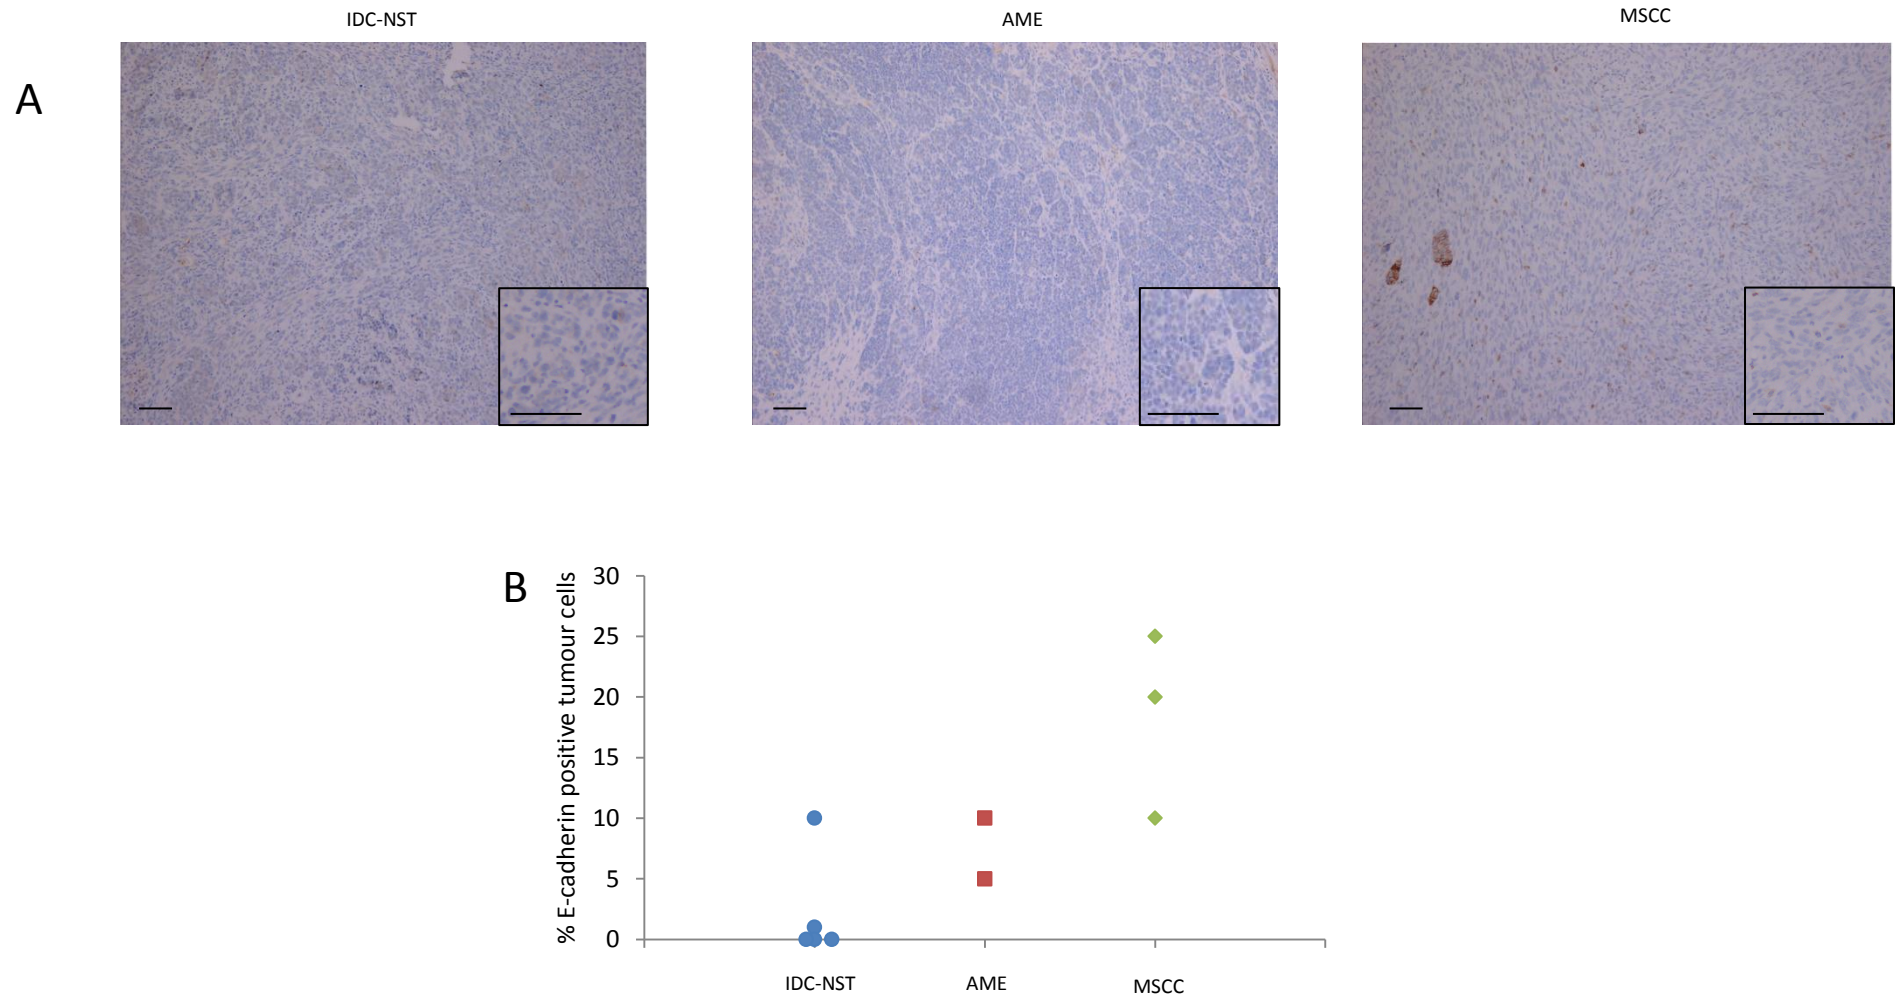 IDC-NST
AME
MSCC
A
B
% E-cadherin positive tumour cells
30
25
20
15
10
5
0
IDC-NST
AME
MSCC